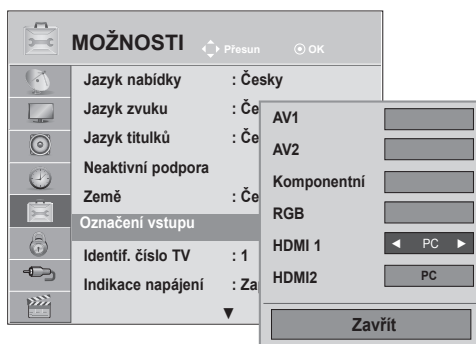 MOŽNOSTI Přesun OK
Jazyk nabídky : Česky
Jazyk zvuku : Če
Jazyk titulků : Če
Neaktivní podpora
Země : Če
Označení vstupu
Identif. číslo TV : 1
Indikace napájení : Za
▼
AV1
AV2
Komponentní
RGB
HDMI 1 ◄ PC ►
HDMI2 PC
Zavřít